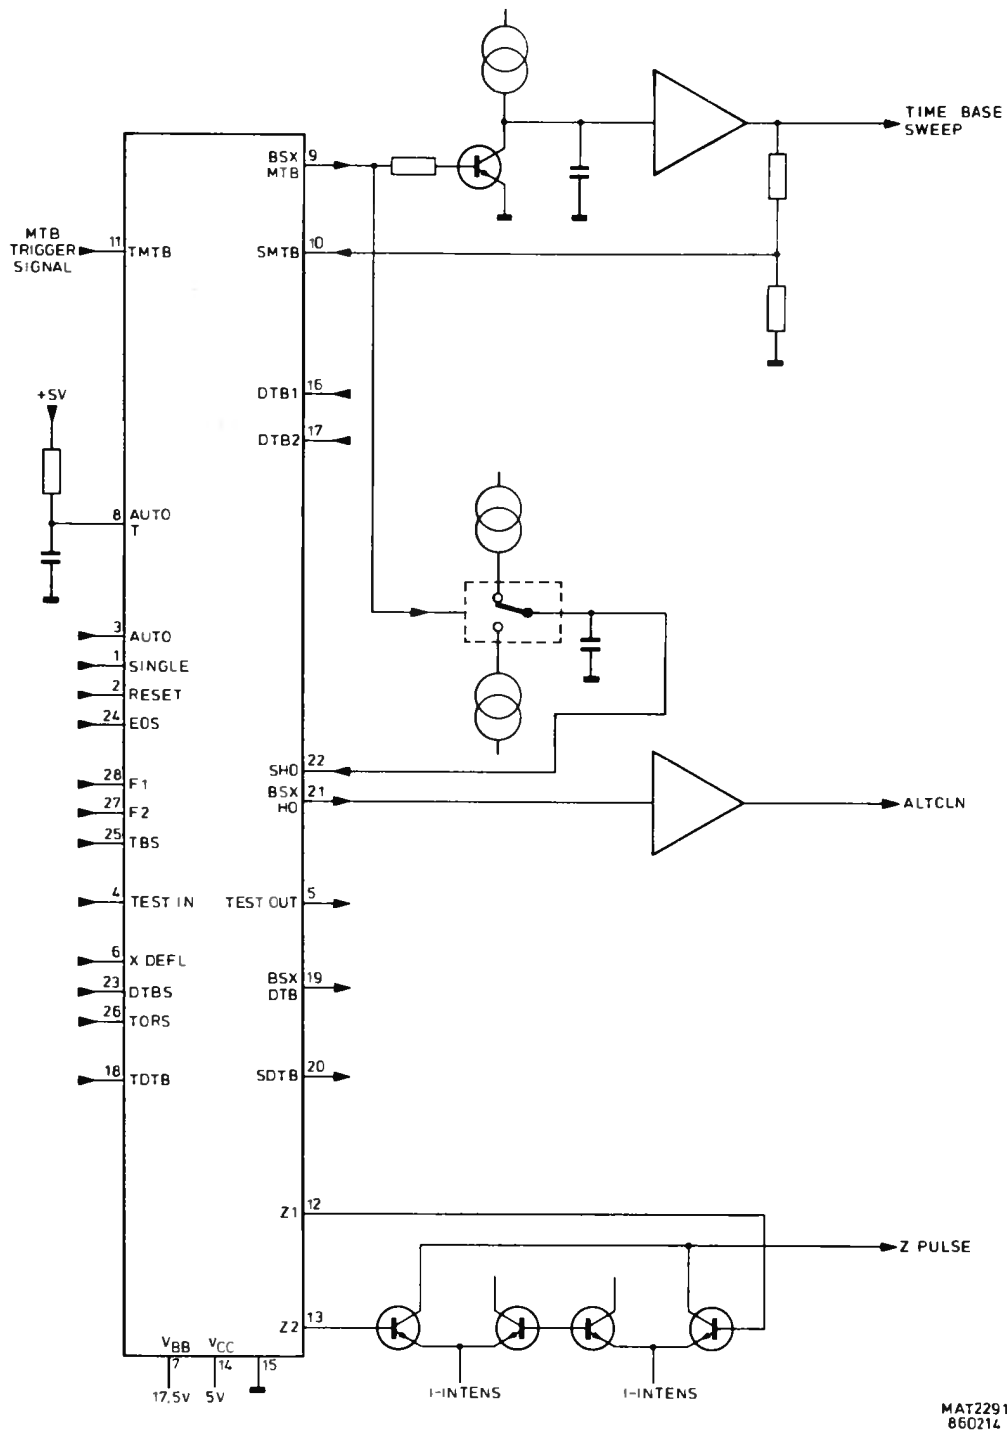 TIME BASE
SWEEP
BSX 9
MTB
MTB
TRIGGER
SIGNAL
11
TMTB
SMTB 10
DTB1 16
DTB2 17
+5V
8 AUTO
T
3 AUTO
1 SINGLE
2 RESET
24 EOS
SHO 22
BSX 21
HO
28 F1
27 F2
25 TBS
ALTCLN
4 TEST IN
TEST OUT 5
6 X DEFL
23 DTBS
26 TORS
BSX 19
DTB
18 TDTB
SDTB 20
Z1 12
Z PULSE
Z2 13
VBB VCC
7 14 15
17,5V 5V
I-INTENS I-INTENS
MAT2291
860214